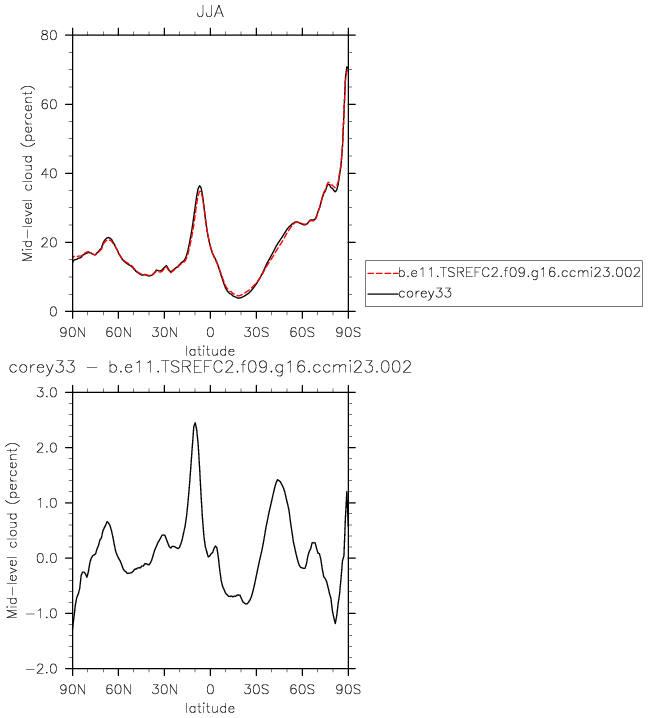 JJA
80
60
40
20
0
Mid-level cloud (percent)
90N 60N 30N 0 30S 60S 90S
latitude
b.e11.TSREFC2.f09.g16.ccmi23.002
corey33
corey33 - b.e11.TSREFC2.f09.g16.ccmi23.002
3.0
2.0
1.0
0.0
-1.0
-2.0
Mid-level cloud (percent)
90N 60N 30N 0 30S 60S 90S
latitude